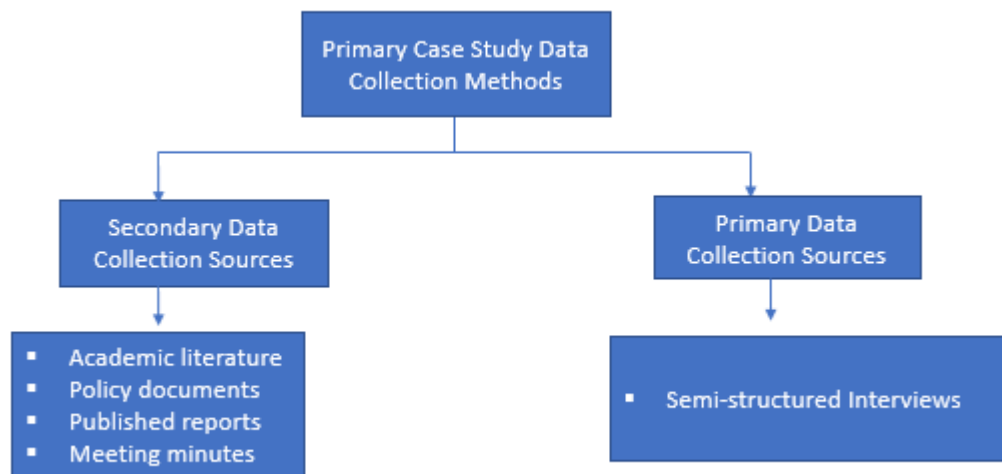 Primary Case Study Data
Collection Methods
Secondary Data
Collection Sources
Primary Data
Collection Sources
▪ Academic literature
▪ Policy documents
▪ Published reports
▪ Meeting minutes
▪ Semi-structured Interviews